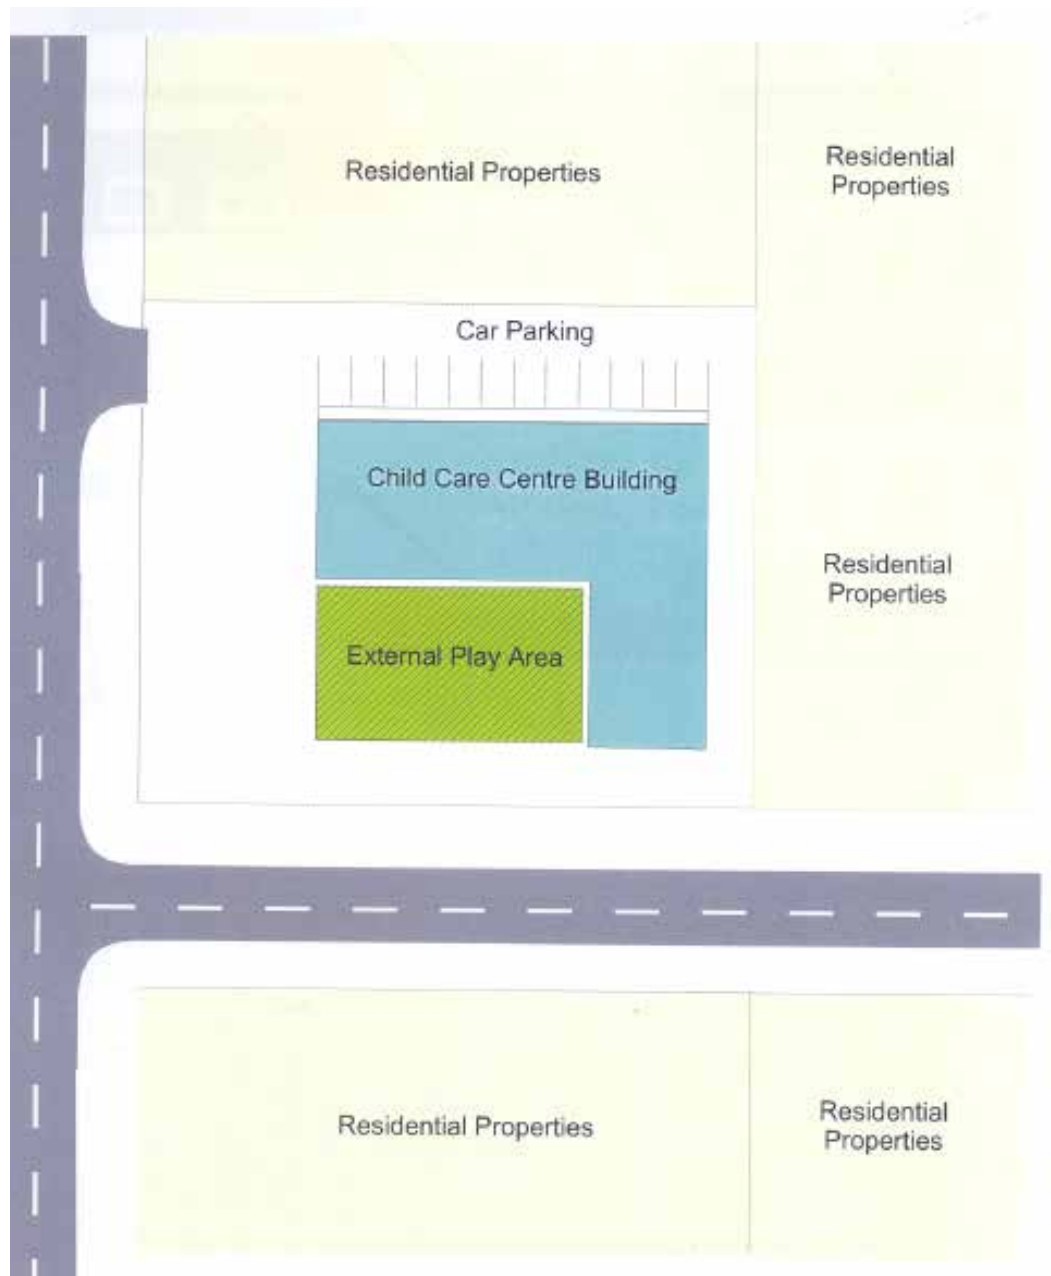 Residential Properties
Residential
Properties
Car Parking
Child Care Centre Building
Residential
Properties
External Play Area
Residential Properties
Residential
Properties